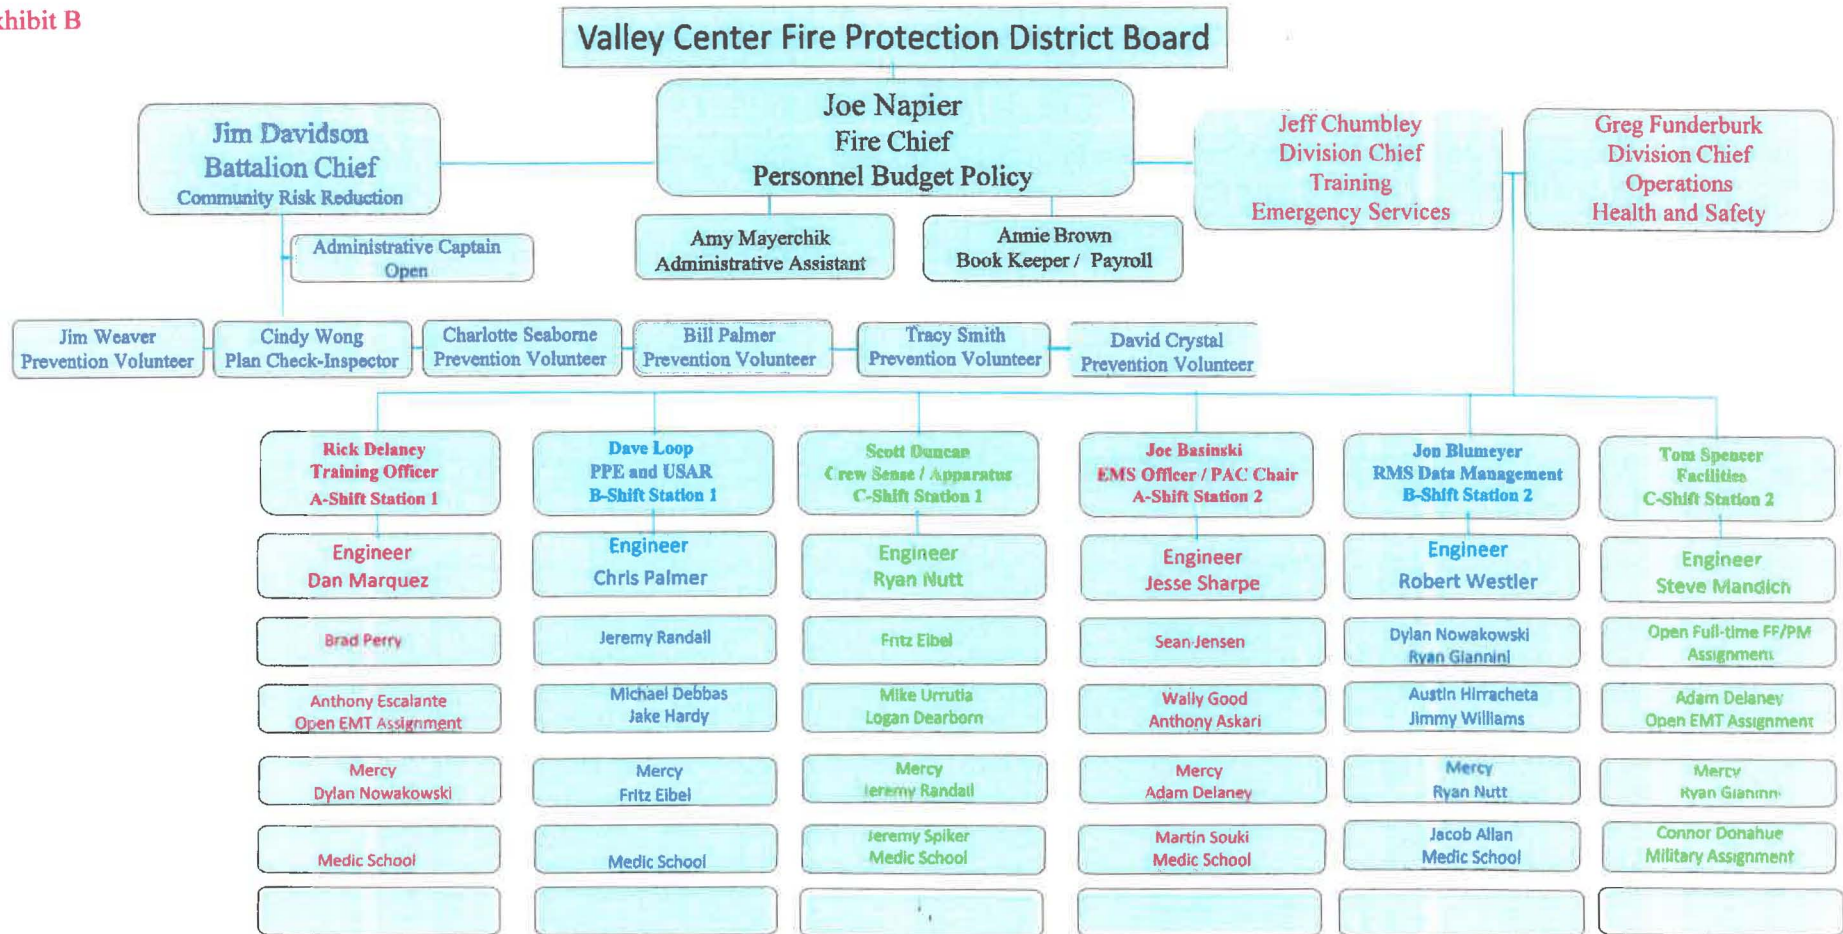 xhibit B
Valley Center Fire Protection District Board
Joe Napier
Fire Chief
Personnel Budget Policy
Jim Davidson
Battalion Chief
Community Risk Reduction
Jeff Chumbley
Division Chief
Training
Emergency Services
Greg Funderburk
Division Chief
Operations
Health and Safety
Administrative Captain
Open
Amy Mayerchik
Administrative Assistant
Annie Brown
Book Keeper / Payroll
Jim Weaver
Prevention Volunteer
Cindy Wong
Plan Check-Inspector
Charlotte Seaborne
Prevention Volunteer
Bill Palmer
Prevention Volunteer
Tracy Smith
Prevention Volunteer
David Crystal
Prevention Volunteer
Rick Delaney
Training Officer
A-Shift Station 1
Dave Loop
PPE and USAR
B-Shift Station 1
Scott Duncan
Crew Sense / Apparatus
C-Shift Station 1
Joe Basinski
EMS Officer / PAC Chair
A-Shift Station 2
Jon Blumeyer
RMS Data Management
B-Shift Station 2
Tom Spencer
Facilities
C-Shift Station 2
Engineer
Dan Marquez
Engineer
Chris Palmer
Engineer
Ryan Nutt
Engineer
Jesse Sharpe
Engineer
Robert Westler
Engineer
Steve Mandich
Brad Perry
Jeremy Randall
Fritz Eibel
Sean Jensen
Dylan Nowakowski
Ryan Giannini
Open Full-time FF/PM
Assignment
Anthony Escalante
Open EMT Assignment
Michael Debbas
Jake Hardy
Mike Urrutia
Logan Dearborn
Wally Good
Anthony Askari
Austin Hirracheta
Jimmy Williams
Adam Delaney
Open EMT Assignment
Mercy
Dylan Nowakowski
Mercy
Fritz Eibel
Mercy
Jeremy Randall
Mercy
Adam Delaney
Mercy
Ryan Nutt
Mercy
Ryan Giannini
Medic School
Medic School
Jeremy Spiker
Medic School
Martin Souki
Medic School
Jacob Allan
Medic School
Connor Donahue
Military Assignment